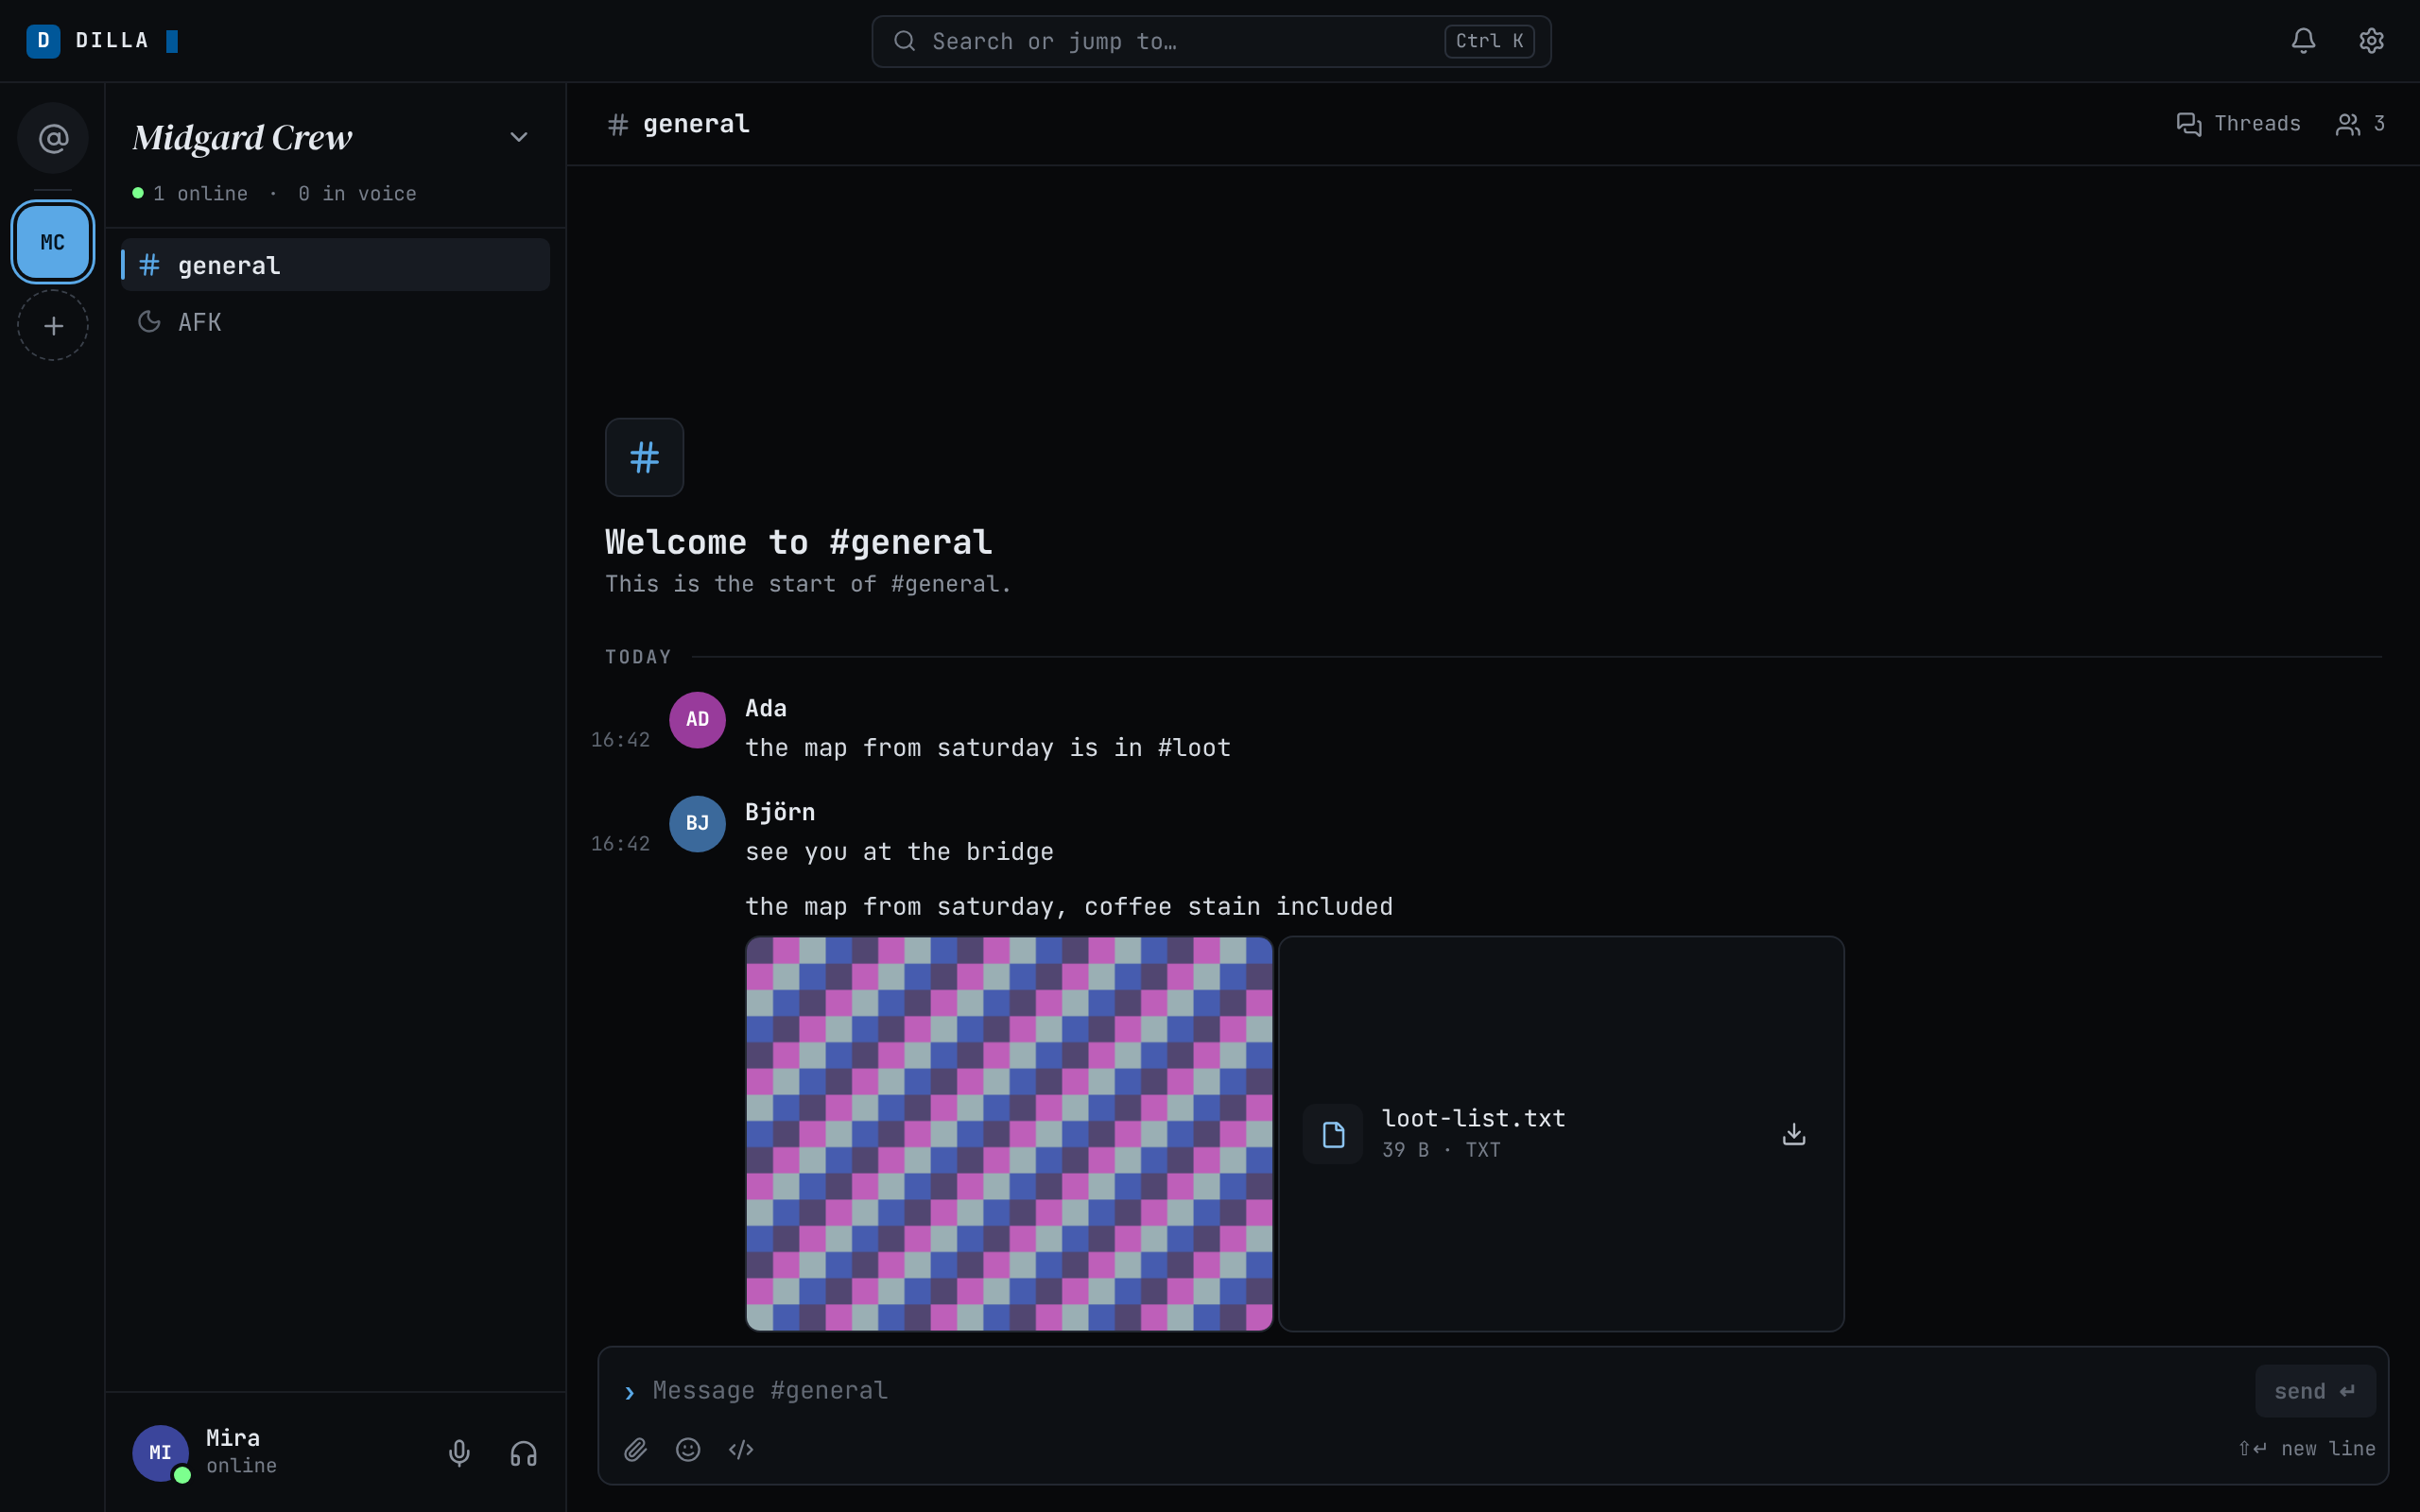 D DILLA
Search or jump to… Ctrl K
@
Midgard Crew
1 online · 0 in voice
MC
# general
AFK
# general
Threads
3
#
Welcome to #general
This is the start of #general.
TODAY
AD Ada
16:42 the map from saturday is in #loot
BJ Björn
16:42 see you at the bridge
the map from saturday, coffee stain included
loot-list.txt
39 B · TXT
› Message #general
send ↵
⇧↵ new line
MI Mira
online